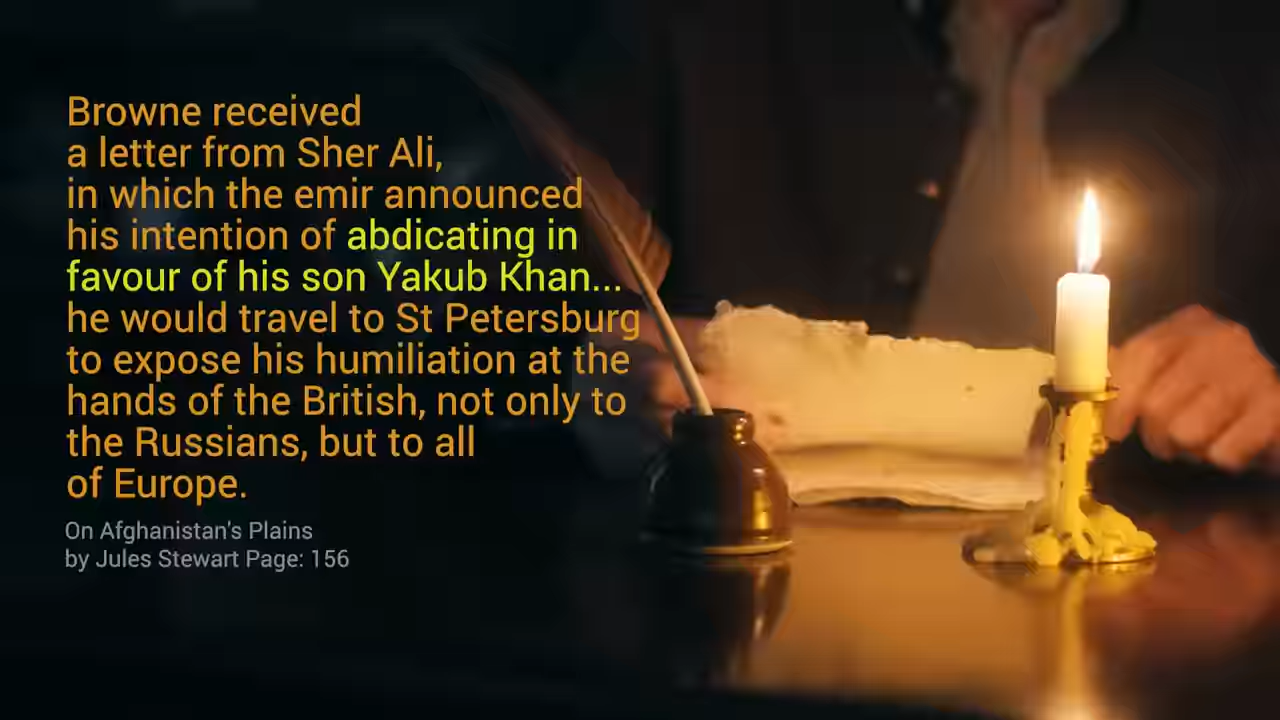 Browne received
a letter from Sher Ali,
in which the emir announced
his intention of abdicating in
favour of his son Yakub Khan...
he would travel to St Petersburg
to expose his humiliation at the
hands of the British, not only to
the Russians, but to all
of Europe.
On Afghanistan's Plains
by Jules Stewart Page: 156